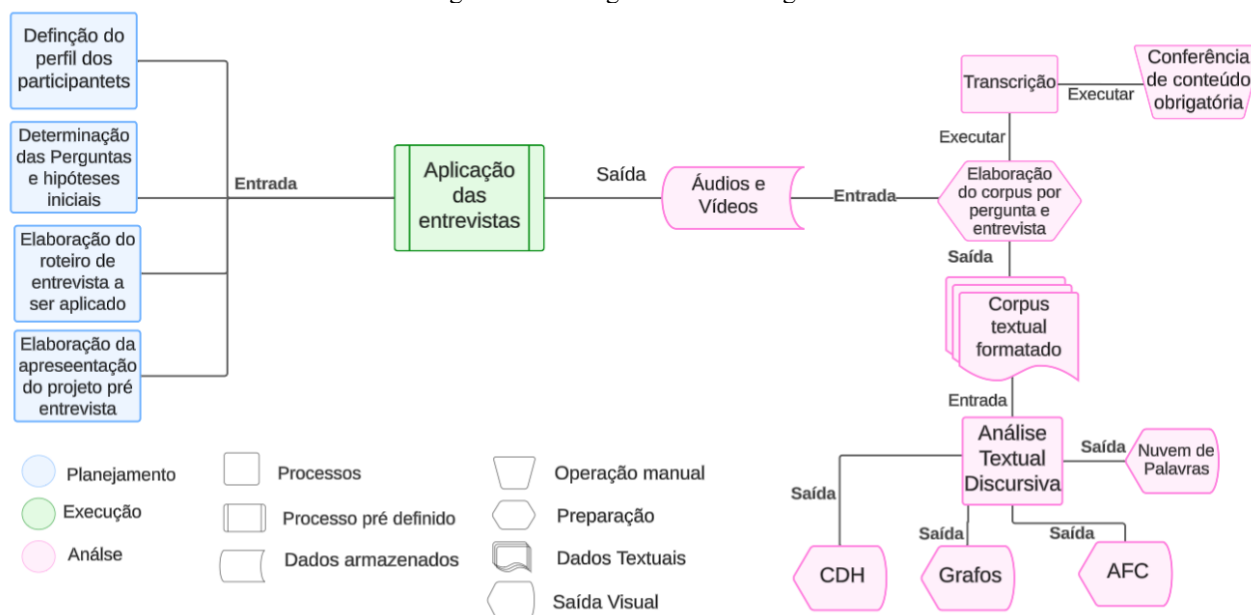 Definção do
perfil dos
participantets
Determinação
das Perguntas
e hipóteses
iniciais
Elaboração do
roteiro de
entrevista a
ser aplicado
Elaboração da
apreseentação
do projeto pré
entrevista
Entrada
Aplicação
das
entrevistas
Saída
Áudios e
Vídeos
Entrada
Transcrição
Executar
Conferência
de conteúdo
obrigatória
Executar
Elaboração
do corpus por
pergunta e
entrevista
Saída
Corpus
textual
formatado
Entrada
Análise
Textual
Discursiva
Saída
Nuvem de
Palavras
Saída
CDH
Saída
Grafos
Saída
AFC
Planejamento
Execução
Análse
Processos
Processo pré definido
Dados armazenados
Operação manual
Preparação
Dados Textuais
Saída Visual